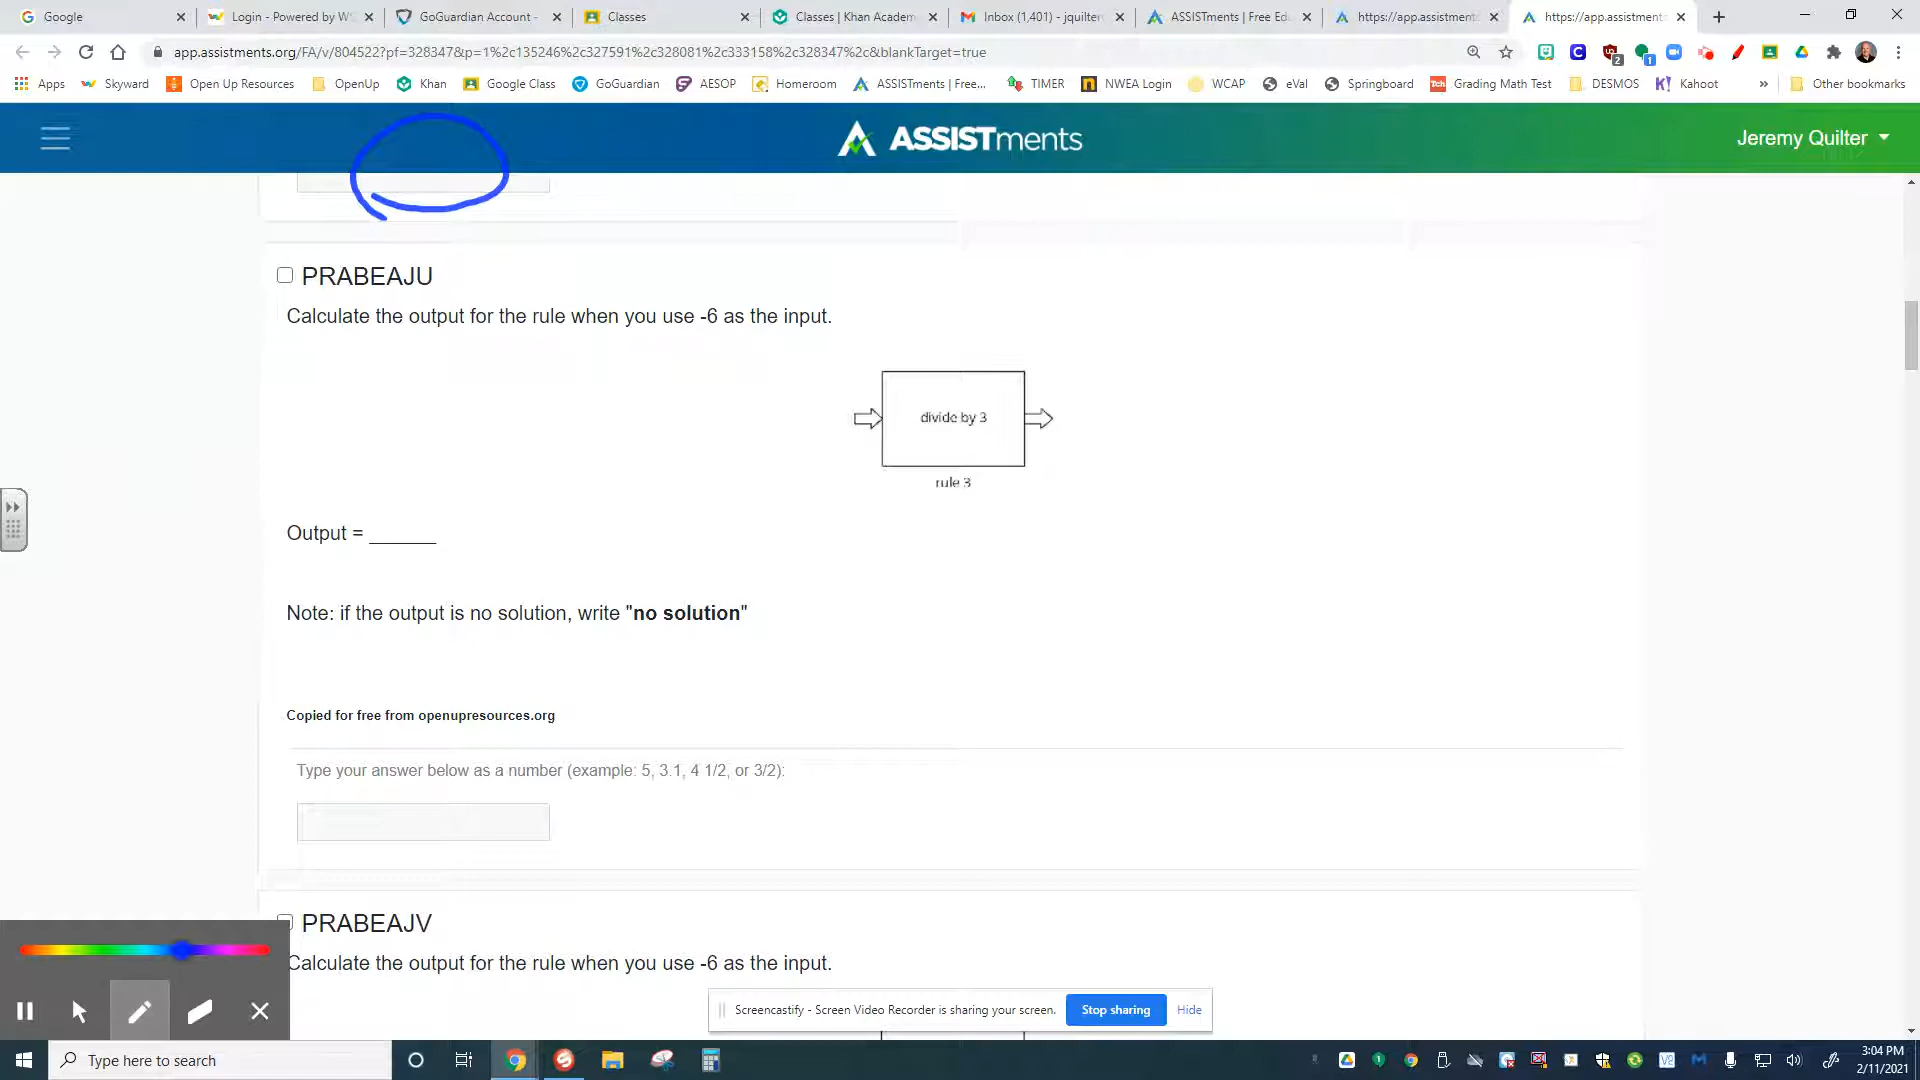 Google
Login - Powered by WS
GoGuardian Account -
Classes
Classes | Khan Academ
Inbox (1,401) - jquilter
ASSISTments | Free Edu
https://app.assistment
https://app.assistment
app.assistments.org/FA/v/804522?pf=328347&p=1%2c135246%2c327591%2c328081%2c333158%2c328347%2c&blankTarget=true
Apps
Skyward
Open Up Resources
OpenUp
Khan
Google Class
GoGuardian
AESOP
Homeroom
ASSISTments | Free...
TIMER
NWEA Login
WCAP
eVal
Springboard
Grading Math Test
DESMOS
Kahoot
Other bookmarks
ASSISTments
Jeremy Quilter
PRABEAJU
Calculate the output for the rule when you use -6 as the input.
divide by 3
rule 3
Output = ______
Note: if the output is no solution, write "no solution"
Copied for free from openupresources.org
Type your answer below as a number (example: 5, 3.1, 4 1/2, or 3/2):
PRABEAJV
Calculate the output for the rule when you use -6 as the input.
Screencastify - Screen Video Recorder is sharing your screen.
Stop sharing
Hide
Type here to search
3:04 PM
2/11/2021